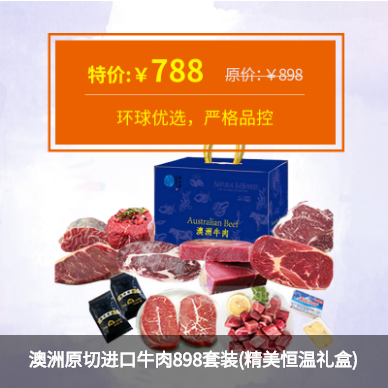 特价:￥788 原价:￥898
环球优选，严格品控
Australian Beef
澳洲牛肉
澳洲原切进口牛肉898套装(精美恒温礼盒)